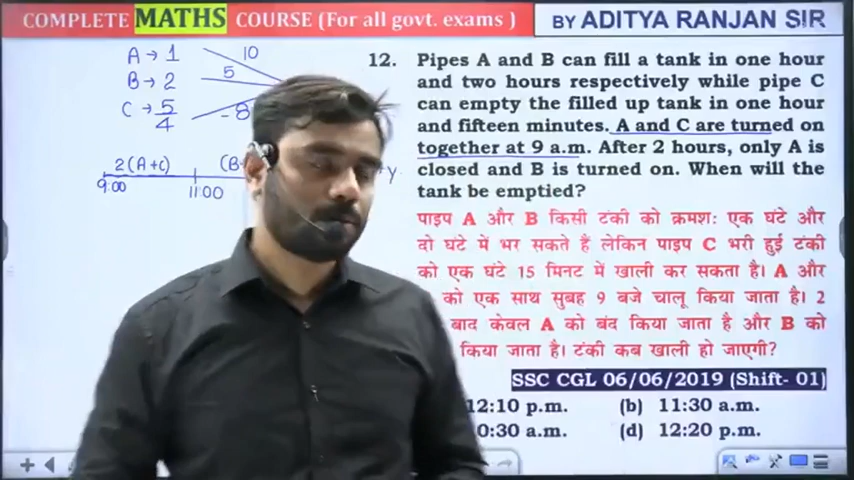 COMPLETE MATHS COURSE (For all govt. exams)
BY ADITYA RANJAN SIR
A → 1
10
B → 2
5
C → 5/4
-8
2(A+C)
(B+
+y
9:00
11:00
12. Pipes A and B can fill a tank in one hour
and two hours respectively while pipe C
can empty the filled up tank in one hour
and fifteen minutes. A and C are turned on
together at 9 a.m. After 2 hours, only A is
closed and B is turned on. When will the
tank be emptied?
पाइप A और B किसी टंकी को क्रमश: एक घंटे और
दो घंटे में भर सकते हैं लेकिन पाइप C भरी हुई टंकी
को एक घंटे 15 मिनट में खाली कर सकता है। A और
को एक साथ सुबह 9 बजे चालू किया जाता है। 2
बाद केवल A को बंद किया जाता है और B को
किया जाता है। टंकी कब खाली हो जाएगी?
SSC CGL 06/06/2019 (Shift- 01)
12:10 p.m. (b) 11:30 a.m.
0:30 a.m. (d) 12:20 p.m.